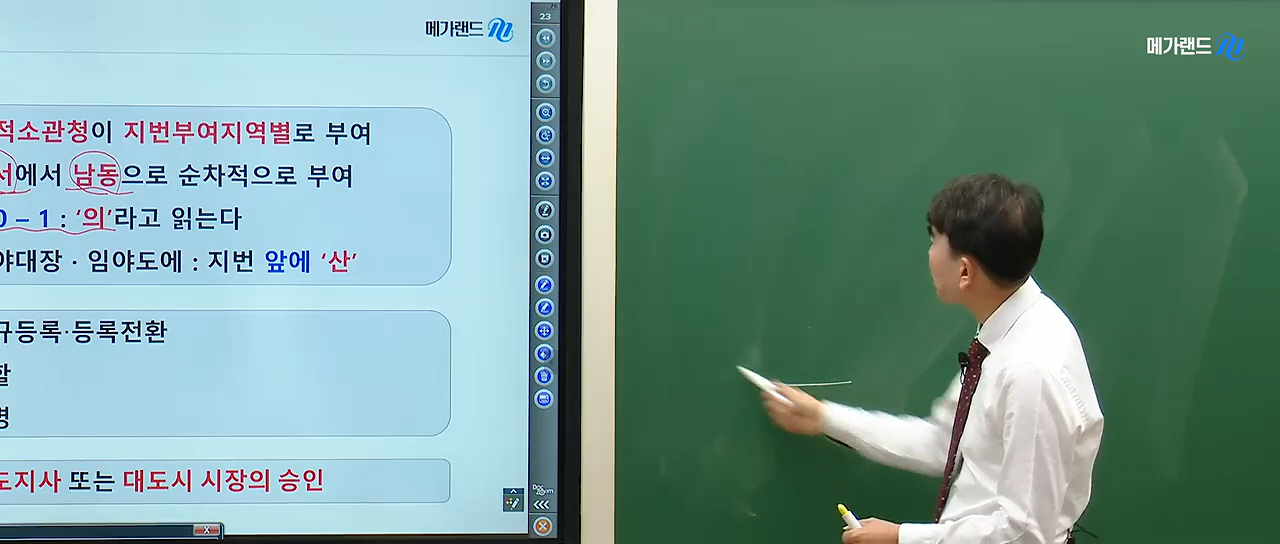 메가랜드
23
메가랜드
적소관청이 지번부여지역별로 부여
서에서 남동으로 순차적으로 부여
0 – 1 : ‘의’라고 읽는다
야대장 · 임야도에 : 지번 앞에 ‘산’
규등록·등록전환
할
병
도지사 또는 대도시 시장의 승인